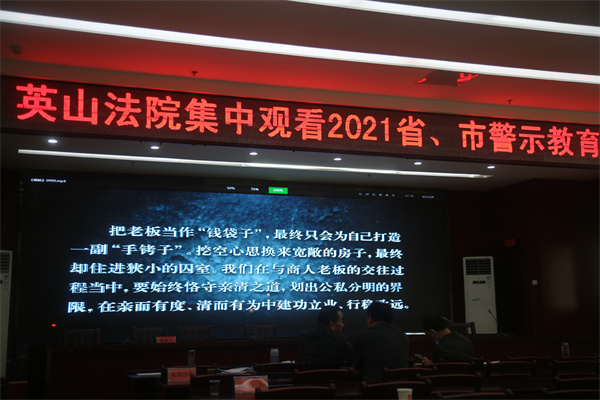 英山法院集中观看2021省、市警示教育
50% 75% 100%
把老板当作“钱袋子”，最终只会为自己打造
一副“手铐子”。挖空心思换来宽敞的房子，最终
却住进狭小的囚室。我们在与商人老板的交往过
程当中，要始终恪守亲清之道，划出公私分明的界
限，在亲而有度、清而有为中建功立业、行稳致远。